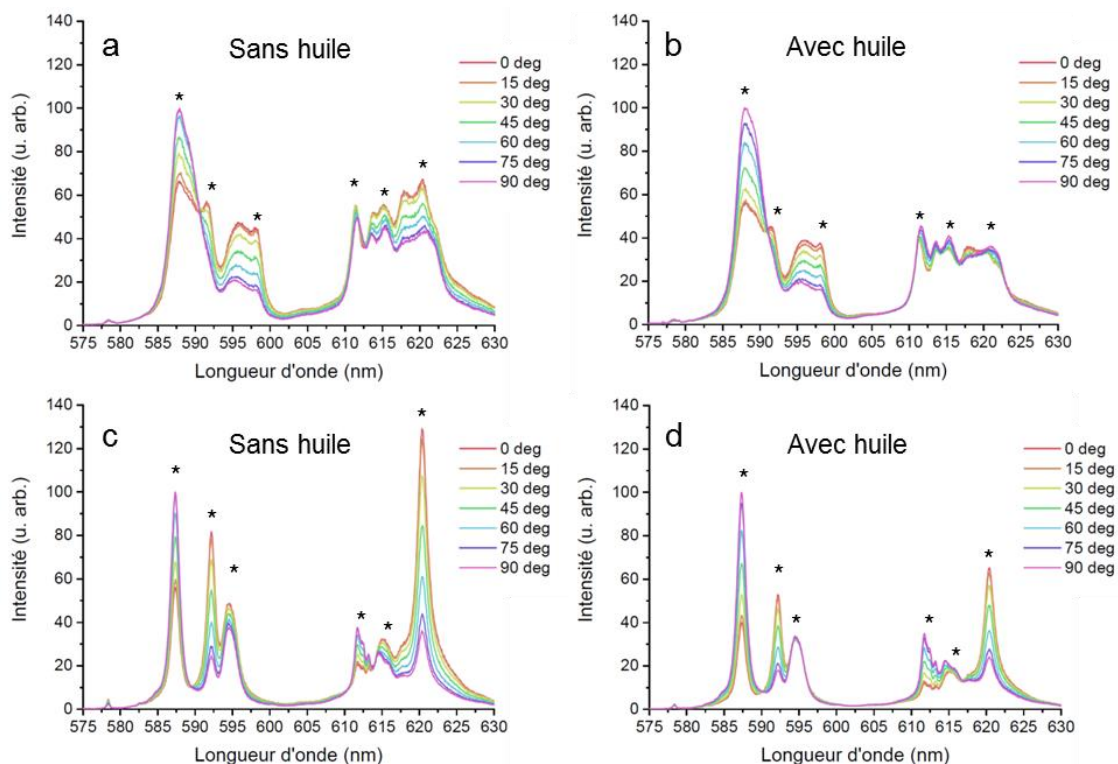 a
Sans huile
Intensité (u. arb.)
140
120
100
80
60
40
20
0
* * * * * *
0 deg
15 deg
30 deg
45 deg
60 deg
75 deg
90 deg
575 580 585 590 595 600 605 610 615 620 625 630
Longueur d'onde (nm)
b
Avec huile
Intensité (u. arb.)
140
120
100
80
60
40
20
0
* * * * * *
0 deg
15 deg
30 deg
45 deg
60 deg
75 deg
90 deg
575 580 585 590 595 600 605 610 615 620 625 630
Longueur d'onde (nm)
c
Sans huile
Intensité (u. arb.)
140
120
100
80
60
40
20
0
* * * * * *
0 deg
15 deg
30 deg
45 deg
60 deg
75 deg
90 deg
575 580 585 590 595 600 605 610 615 620 625 630
Longueur d'onde (nm)
d
Avec huile
Intensité (u. arb.)
140
120
100
80
60
40
20
0
* * * * * *
0 deg
15 deg
30 deg
45 deg
60 deg
75 deg
90 deg
575 580 585 590 595 600 605 610 615 620 625 630
Longueur d'onde (nm)